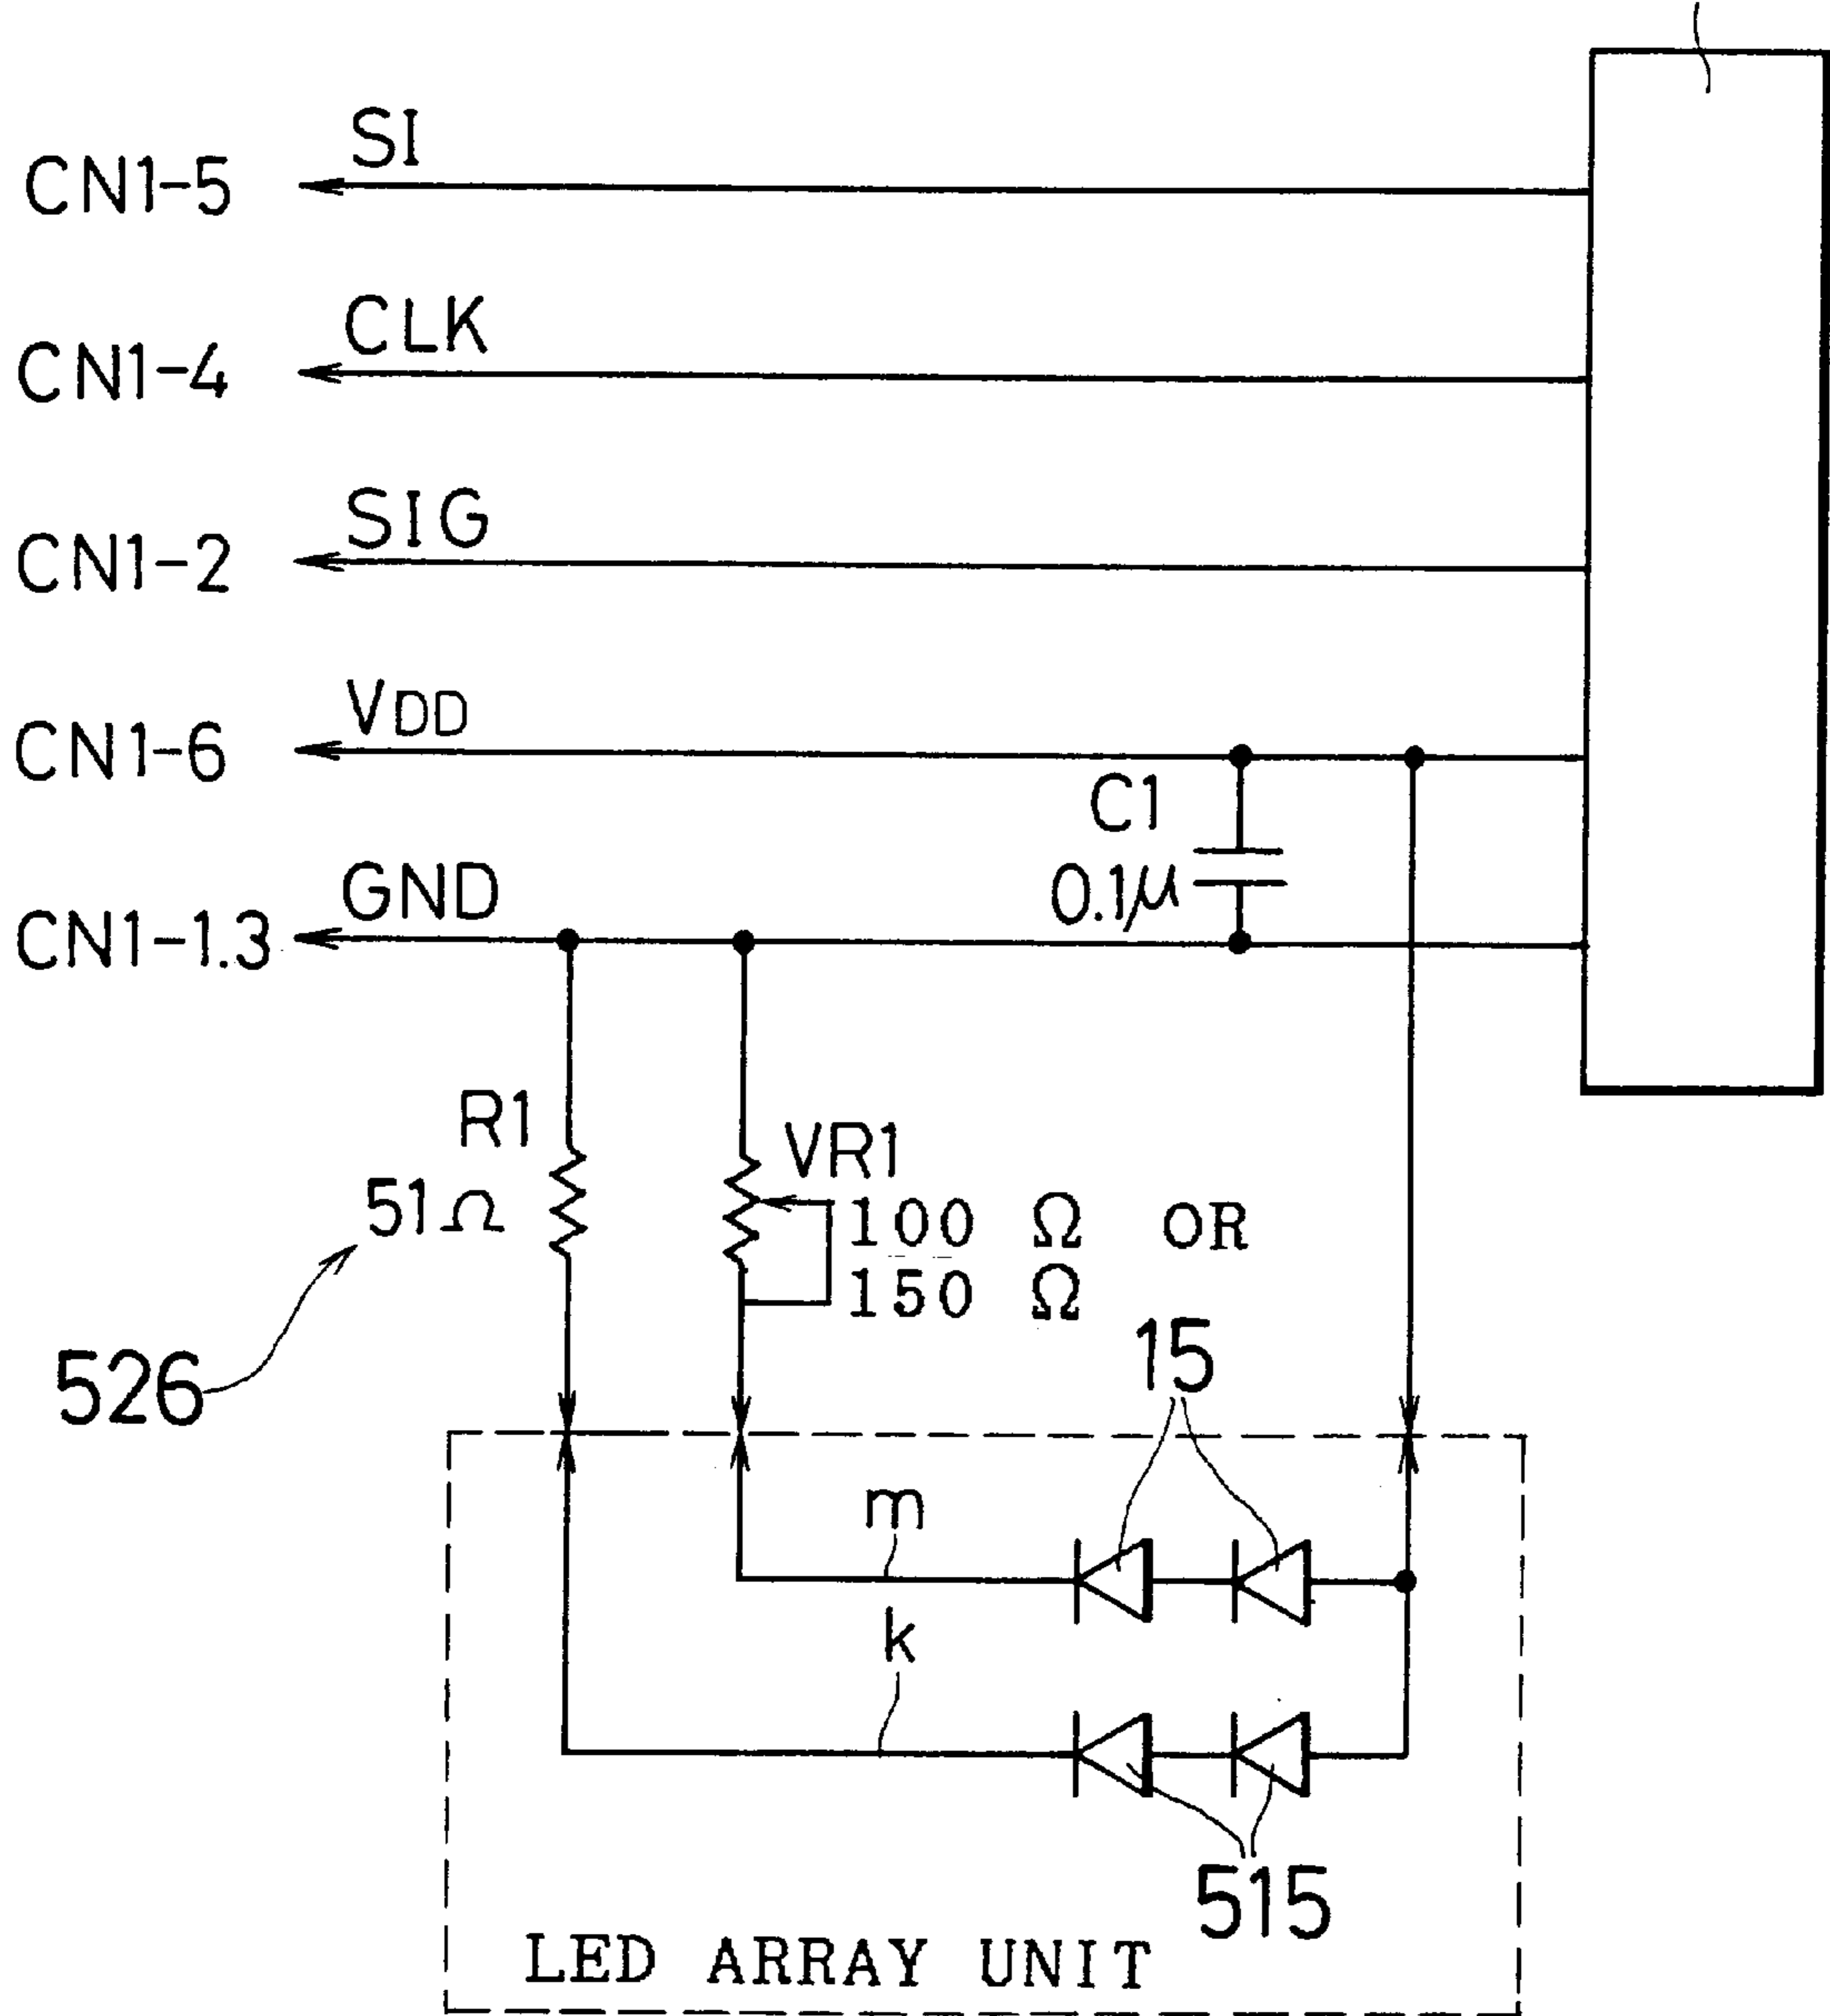 SI
CN1-5
CLK
CN1-4
SIG
CN1-2
VDD
CN1-6
C1
0.1μ
GND
CN1-1.3
R1
51Ω
VR1
100 Ω OR
150 Ω
526
15
m
k
515
LED ARRAY UNIT